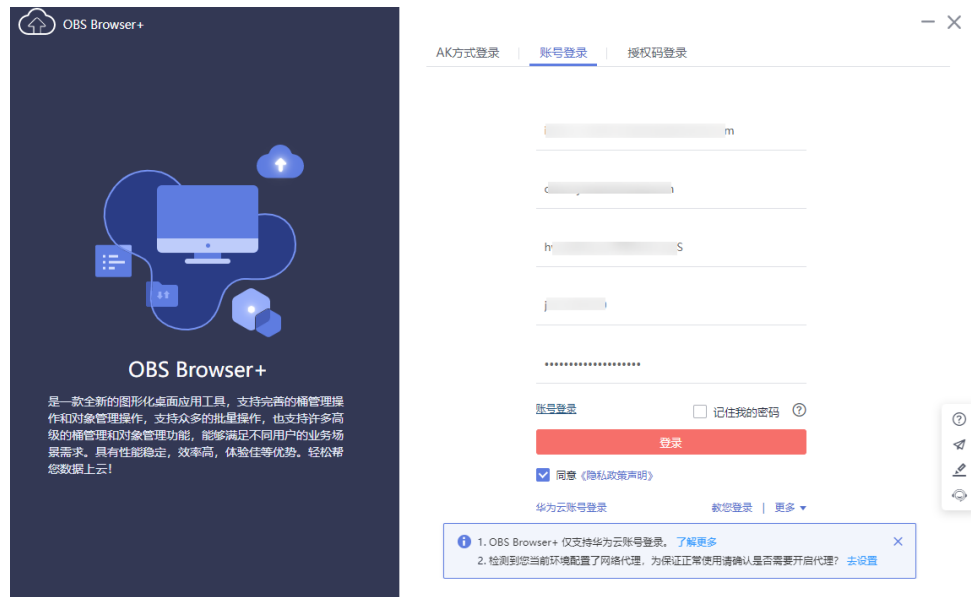 OBS Browser+
AK方式登录
账号登录
授权码登录
OBS Browser+
是一款全新的图形化桌面应用工具，支持完善的桶管理操
作和对象管理操作，支持众多的批量操作，也支持许多高
级的桶管理和对象管理功能，能够满足不同用户的业务场
景需求。具有性能稳定，效率高，体验佳等优势。轻松帮
您数据上云！
账号登录
记住我的密码
登录
同意《隐私政策声明》
华为云账号登录
教您登录 | 更多
1. OBS Browser+ 仅支持华为云账号登录。 了解更多
2. 检测到您当前环境配置了网络代理，为保证正常使用请确认是否需要开启代理？ 去设置